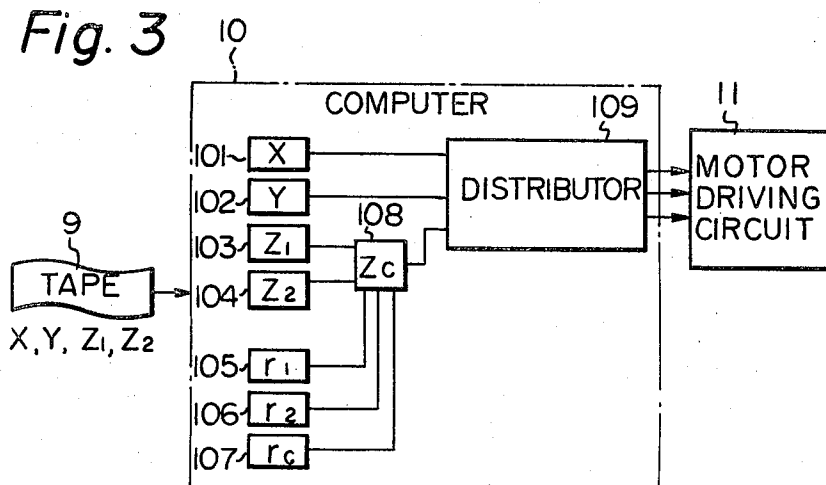 Fig. 3
10
COMPUTER
109
11
101 X
102 Y
103 Z1
104 Z2
108
Zc
DISTRIBUTOR
MOTOR
DRIVING
CIRCUIT
9
TAPE
X, Y, Z1, Z2
105 r1
106 r2
107 rc